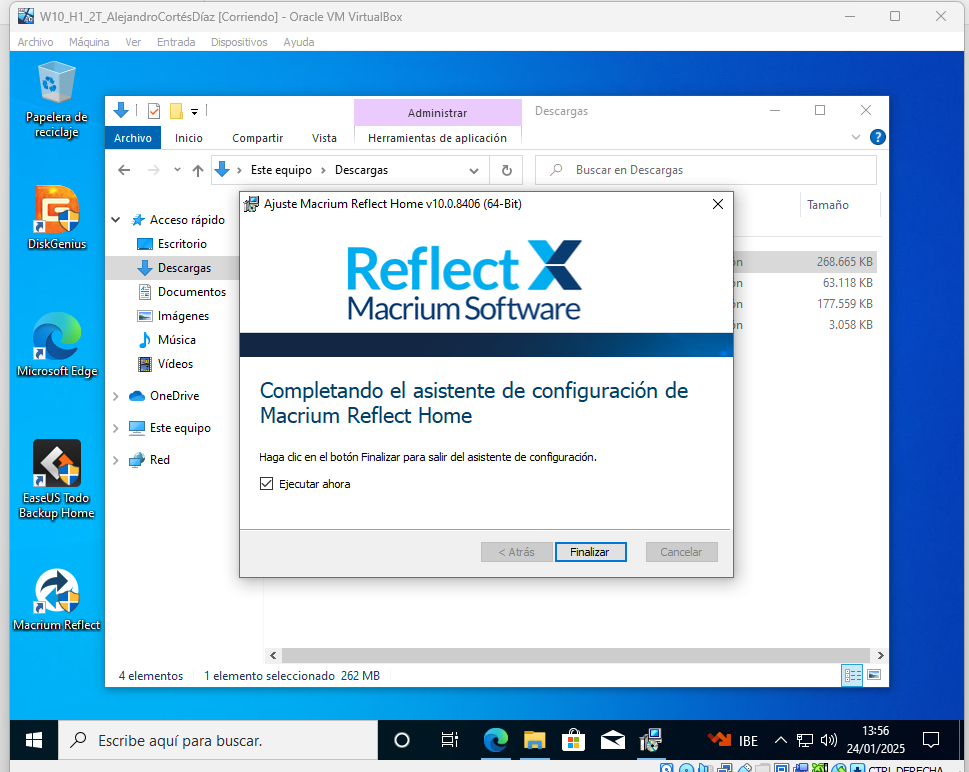 W10_H1_2T_AlejandroCortésDíaz [Corriendo] - Oracle VM VirtualBox
Archivo Máquina Ver Entrada Dispositivos Ayuda
Papelera de
reciclaje
DiskGenius
Microsoft Edge
EaseUS Todo
Backup Home
Macrium Reflect
Administrar Descargas
Archivo Inicio Compartir Vista Herramientas de aplicación
Este equipo Descargas Buscar en Descargas
Tamaño
Acceso rápido
Escritorio
Descargas
Documentos
Imágenes
Música
Vídeos
OneDrive
Este equipo
Red
ón 268.665 KB
ón 63.118 KB
ón 177.559 KB
ón 3.058 KB
Ajuste Macrium Reflect Home v10.0.8406 (64-Bit)
Reflect X
Macrium Software
Completando el asistente de configuración de
Macrium Reflect Home
Haga clic en el botón Finalizar para salir del asistente de configuración.
Ejecutar ahora
< Atrás Finalizar Cancelar
4 elementos 1 elemento seleccionado 262 MB
Escribe aquí para buscar.
IBE
13:56
24/01/2025
CTRL DERECHA